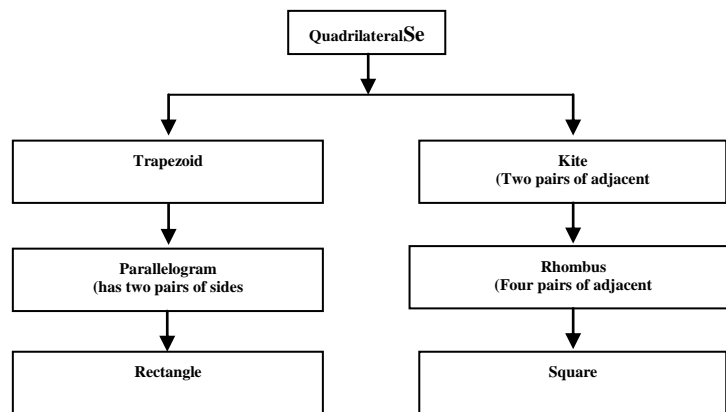 QuadrilateralSe
Trapezoid
Kite
(Two pairs of adjacent
Parallelogram
(has two pairs of sides
Rhombus
(Four pairs of adjacent
Rectangle
Square